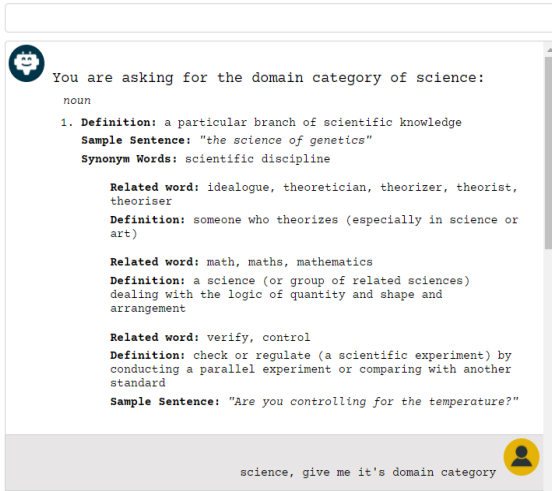 You are asking for the domain category of science:
noun
1. Definition: a particular branch of scientific knowledge
Sample Sentence: "the science of genetics"
Synonym Words: scientific discipline
Related word: idealogue, theoretician, theorizer, theorist,
theoriser
Definition: someone who theorizes (especially in science or
art)
Related word: math, maths, mathematics
Definition: a science (or group of related sciences)
dealing with the logic of quantity and shape and
arrangement
Related word: verify, control
Definition: check or regulate (a scientific experiment) by
conducting a parallel experiment or comparing with another
standard
Sample Sentence: "Are you controlling for the temperature?"
science, give me it's domain category